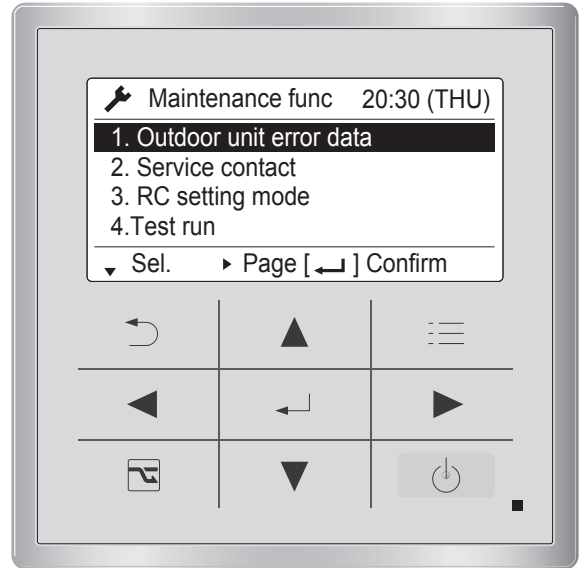 Maintenance func 20:30 (THU)
1. Outdoor unit error data
2. Service contact
3. RC setting mode
4.Test run
Sel. Page [ ] Confirm